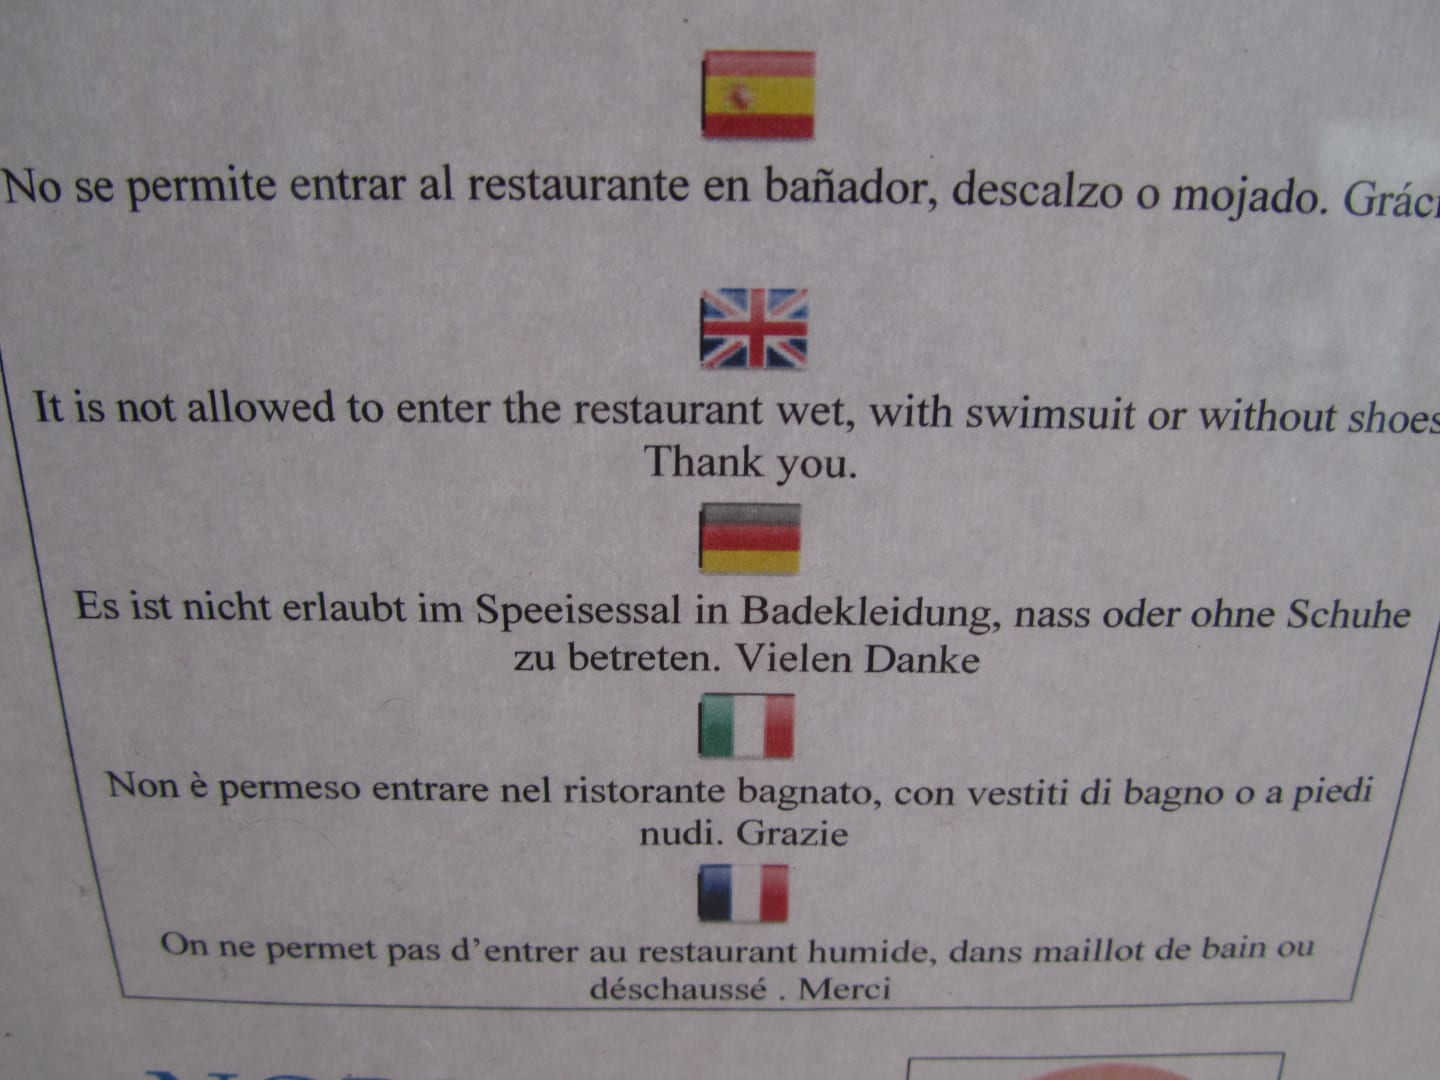 No se permite entrar al restaurante en bañador, descalzo o mojado.
It is not allowed to enter the restaurant wet, with swimsuit or without shoes
Thank you.
Es ist nicht erlaubt im Speeisessal in Badekleidung, nass oder ohne Schuhe
zu betreten. Vielen Danke
Non è permeso entrare nel ristorante bagnato, con vestiti di bagno o a piedi
nudi. Grazie
On ne permet pas d'entrer au restaurant humide, dans maillot de bain ou
déschaussé . Merci